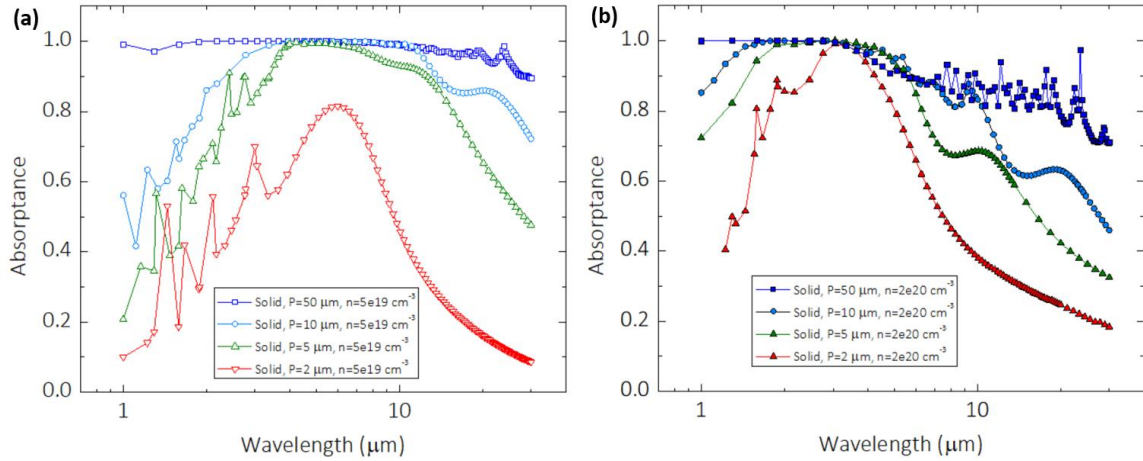 (a)
1.0
0.8
0.6
0.4
0.2
0.0
Absorptance
Solid, P=50 μm, n=5e19 cm⁻³
Solid, P=10 μm, n=5e19 cm⁻³
Solid, P=5 μm, n=5e19 cm⁻³
Solid, P=2 μm, n=5e19 cm⁻³
1 10
Wavelength (μm)
(b)
1.0
0.8
0.6
0.4
0.2
0.0
Absorptance
Solid, P=50 μm, n=2e20 cm⁻³
Solid, P=10 μm, n=2e20 cm⁻³
Solid, P=5 μm, n=2e20 cm⁻³
Solid, P=2 μm, n=2e20 cm⁻³
1 10
Wavelength (μm)